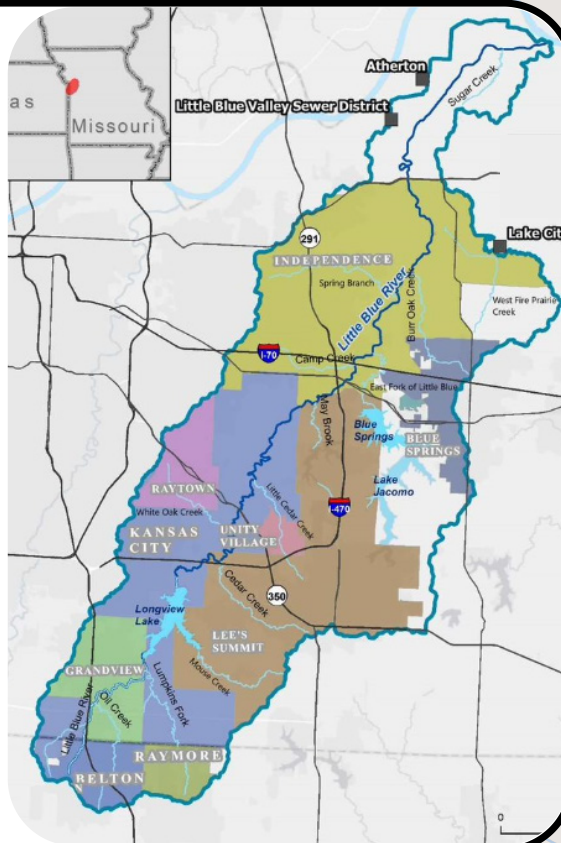 as
Missouri
Atherton
Sugar Creek
Little Blue Valley Sewer District
Lake City
291
INDEPENDENCE
Spring Branch
Little Blue River
Burr Oak Creek
West Fire Prairie
Creek
I-70
Camp Creek
East Fork of Little Blue
May Brook
Blue
Springs
BLUE
SPRINGS
Lake
Jacomo
RAYTOWN
Little Cedar Creek
I-470
White Oak Creek
KANSAS
CITY
UNITY
VILLAGE
Cedar Creek
350
Longview
Lake
LEE'S
SUMMIT
Mouse Creek
GRANDVIEW
Lumpkins Fork
Oil Creek
Little Blue River
RAYMORE
BELTON
0